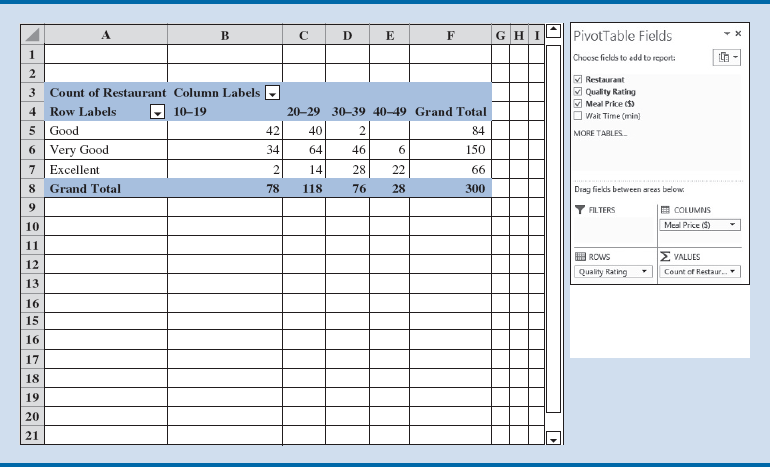 A B C D E F G H I
1
2
3 Count of Restaurant Column Labels
4 Row Labels 10–19 20–29 30–39 40–49 Grand Total
5 Good 42 40 2 84
6 Very Good 34 64 46 6 150
7 Excellent 2 14 28 22 66
8 Grand Total 78 118 76 28 300
9
10
11
12
13
16
15
16
17
18
19
20
21
PivotTable Fields
Choose fields to add to report:
Restaurant
Quality Rating
Meal Price ($)
Wait Time (min)
MORE TABLES...
Drag fields between areas below:
FILTERS
COLUMNS
Meal Price ($)
ROWS
Quality Rating
Σ VALUES
Count of Restaur...